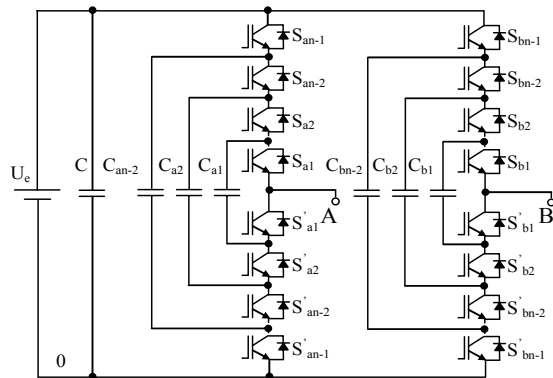 S_an-1 S_bn-1
S_an-2 S_bn-2
S_a2 S_b2
U_e C C_an-2 C_a2 C_a1 S_a1 C_bn-2 C_b2 C_b1 S_b1
A B
S'_a1 S'_b1
S'_a2 S'_b2
S'_an-2 S'_bn-2
0 S'_an-1 S'_bn-1